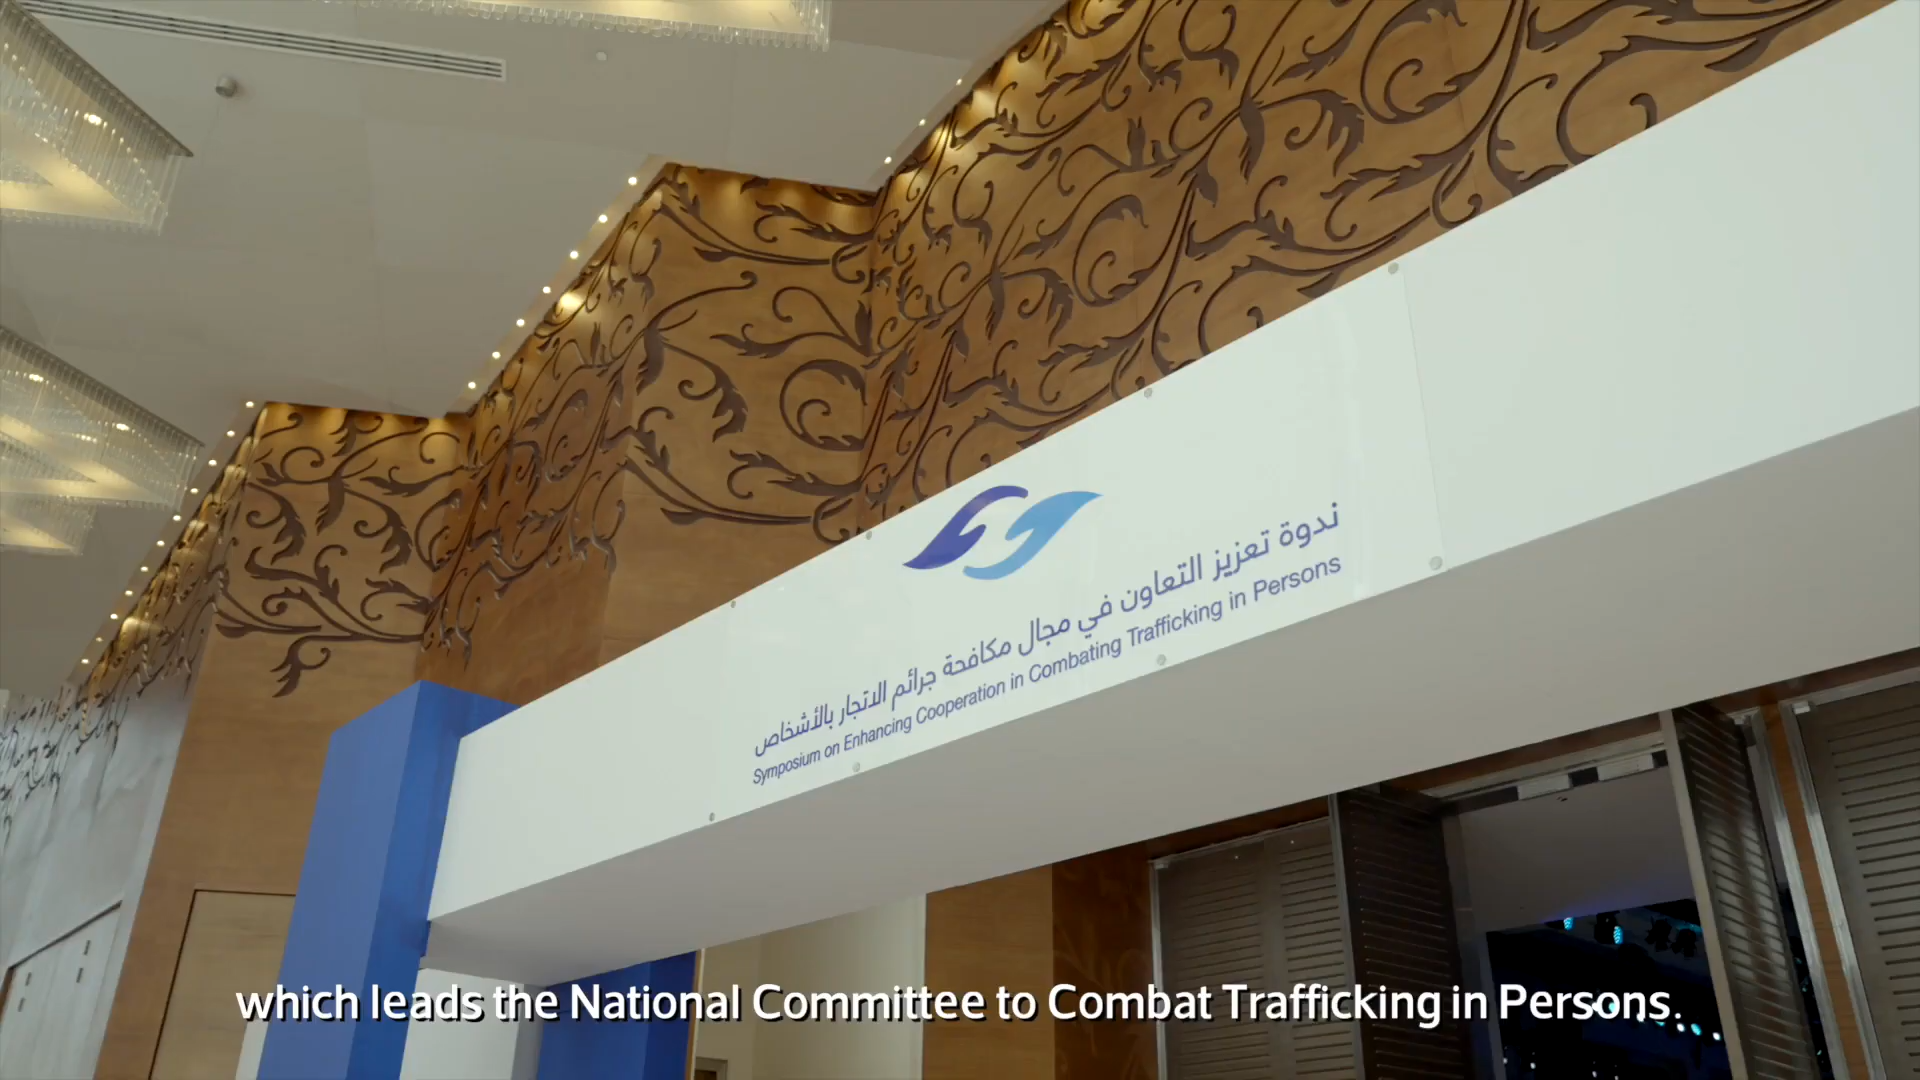 ندوة تعزيز التعاون في مجال مكافحة جرائم الاتجار بالأشخاص
Symposium on Enhancing Cooperation in Combating Trafficking in Persons
which leads the National Committee to Combat Trafficking in Persons.